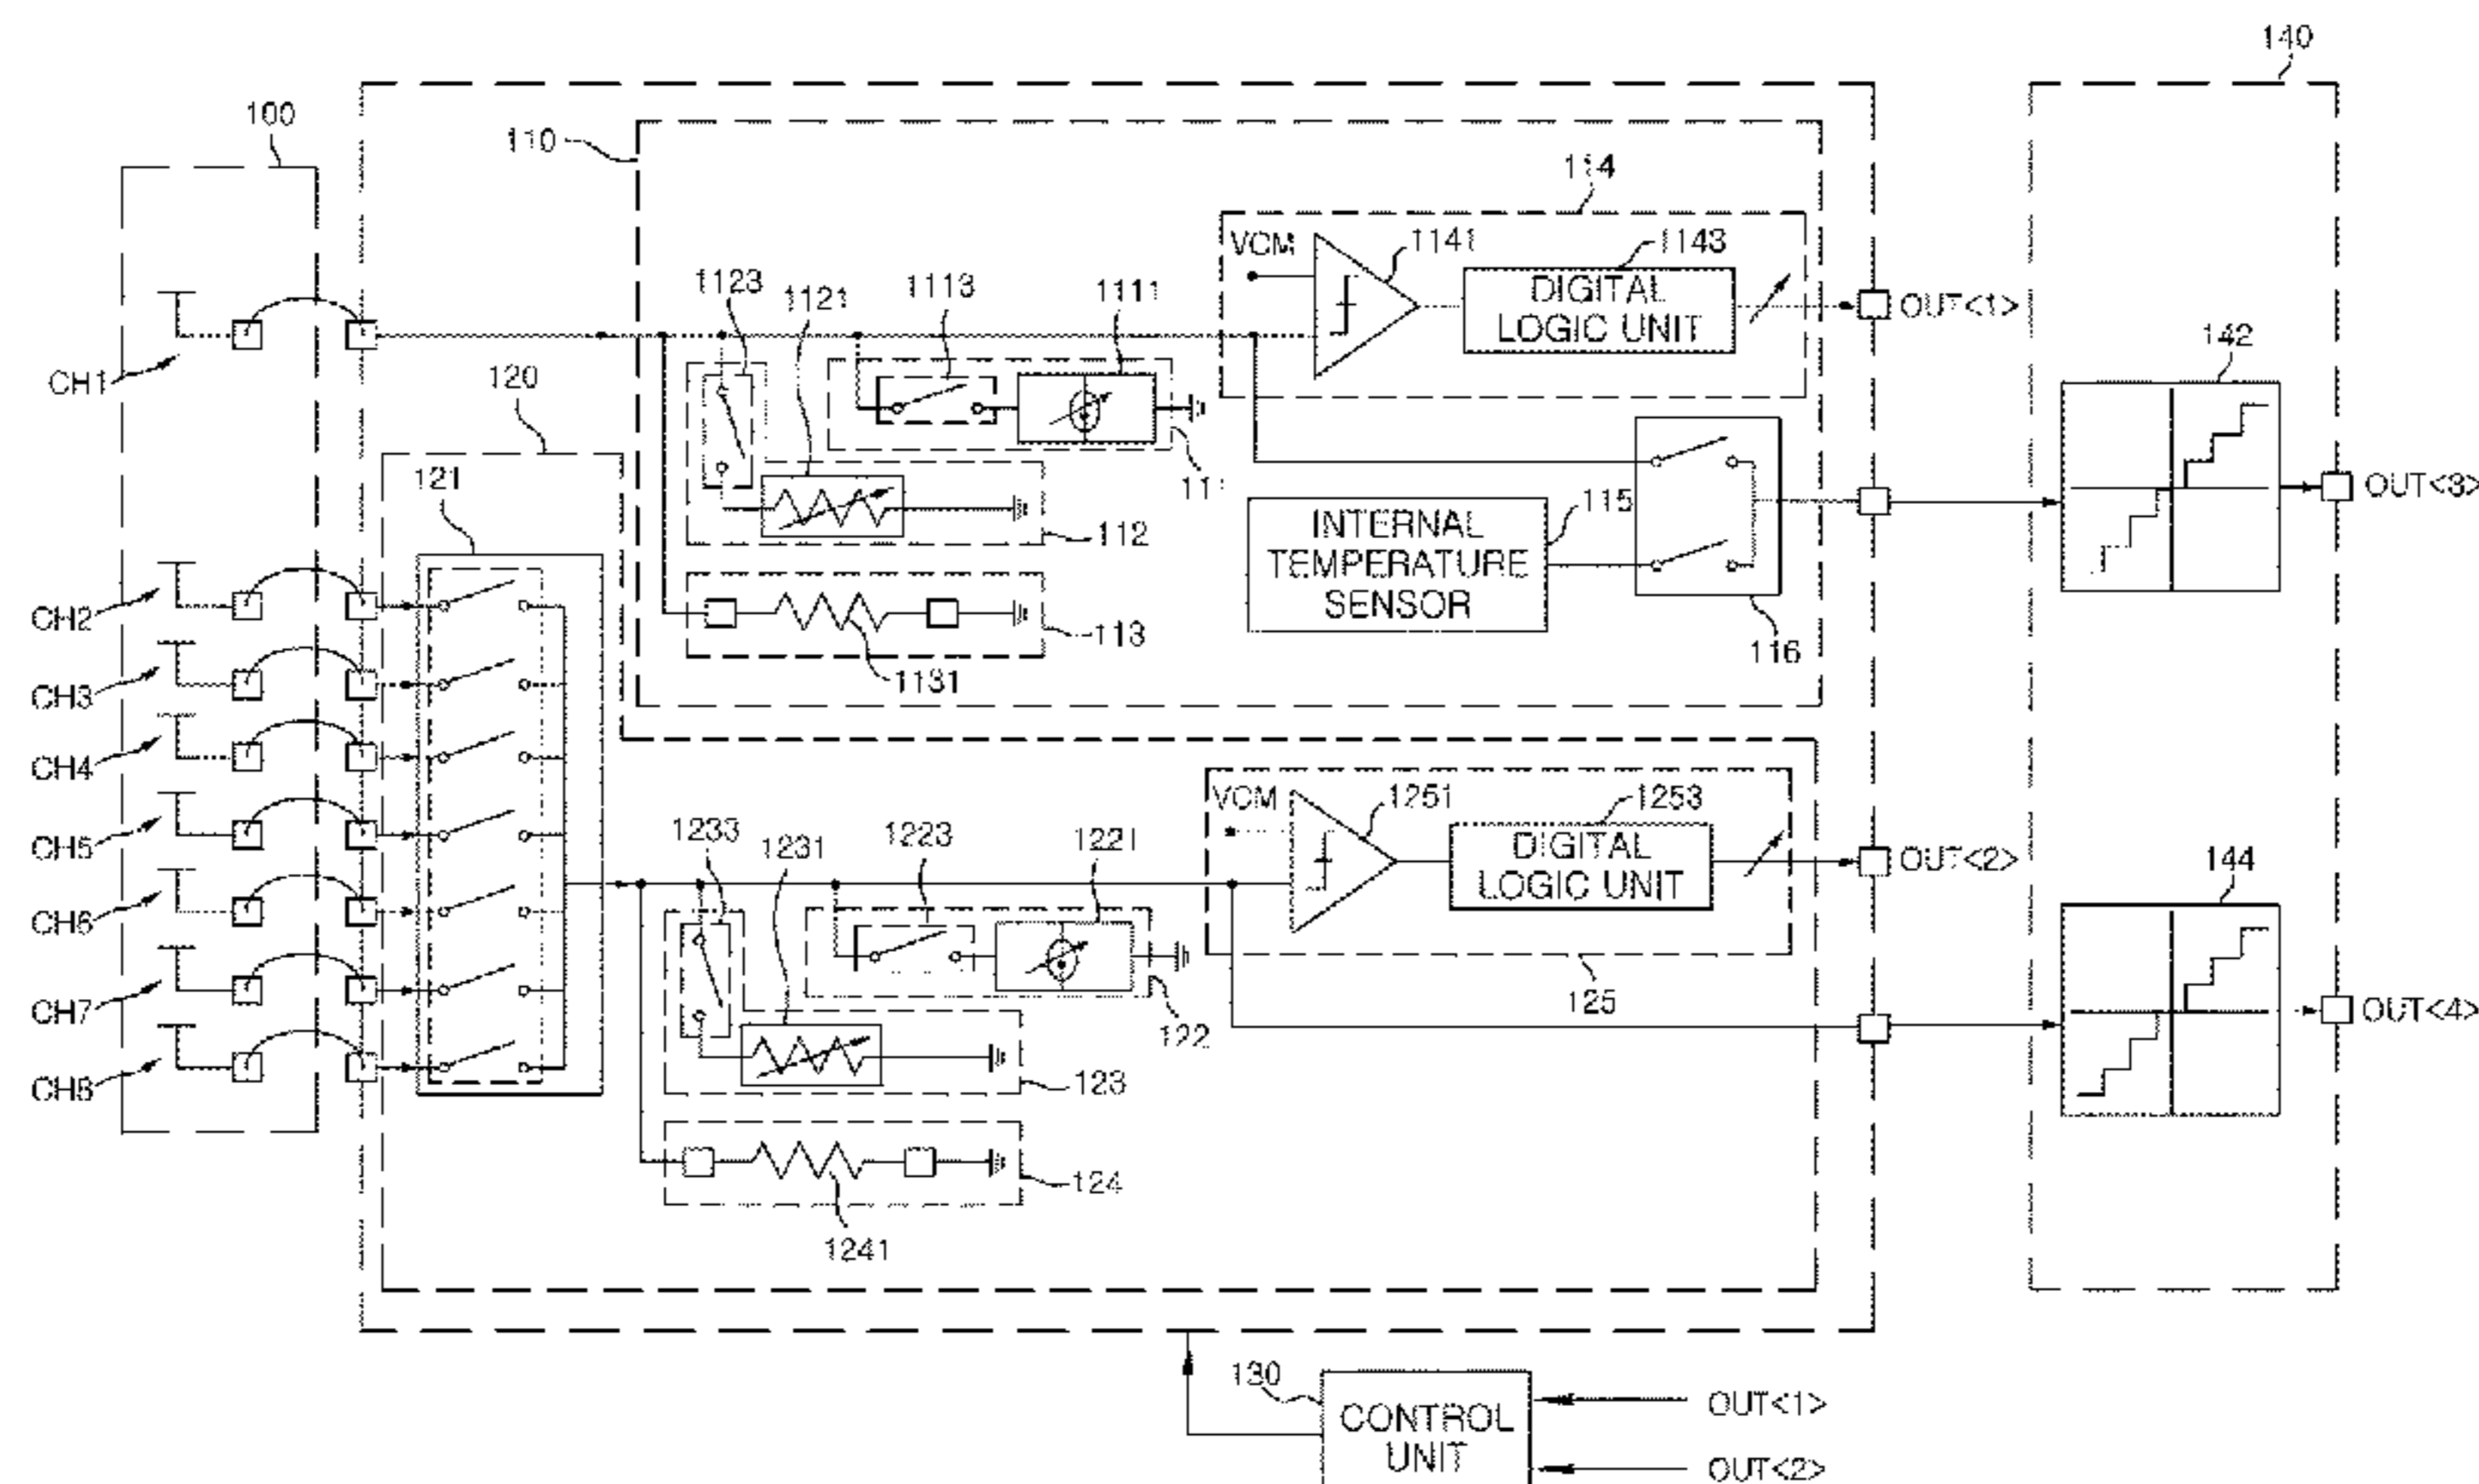 140
100
110
114
VCM
1141
1143
DIGITAL
LOGIC UNIT
OUT<1>
1123
1121
1113
1111
142
CH1
120
111
OUT<3>
121
115
INTERNAL
TEMPERATURE
SENSOR
112
CH2
113
116
CH3
1131
CH4
VCM
1251
1253
1233
1231
1223
1221
DIGITAL
LOGIC UNIT
OUT<2>
144
CH5
CH6
125
122
CH7
OUT<4>
123
CH8
124
1241
130
CONTROL
UNIT
OUT<1>
OUT<2>